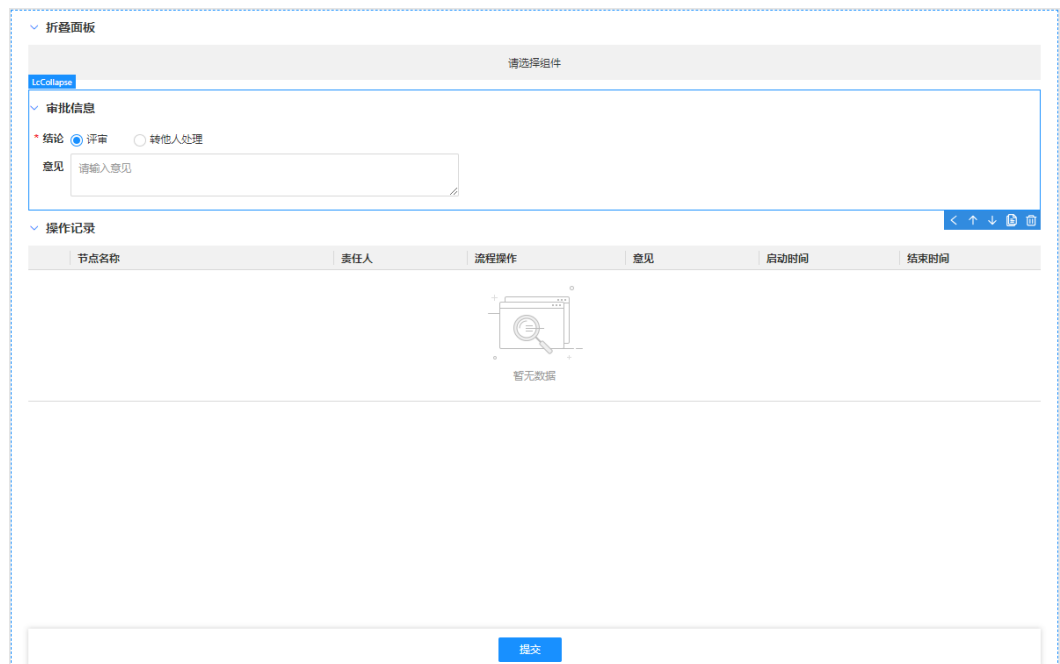 折叠面板
请选择组件
LcCollapse
审批信息
* 结论 评审 转他人处理
意见 请输入意见
操作记录
节点名称 责任人 流程操作 意见 启动时间 结束时间
暂无数据
提交